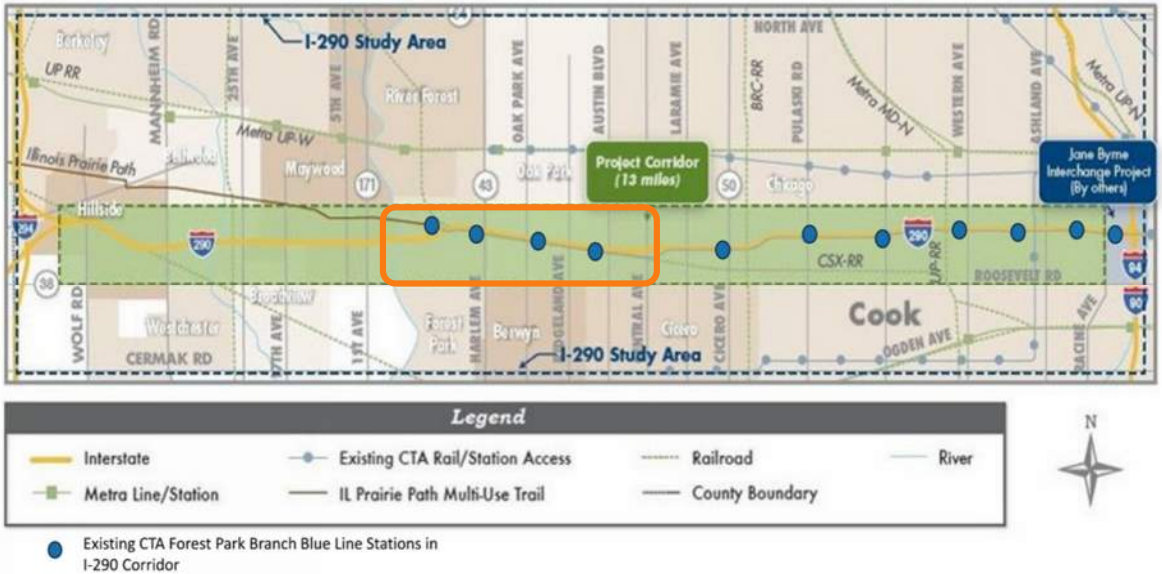 NORTH AVE
I-290 Study Area
Berkeley
UP RR
MANNHEIM RD
25TH AVE
5TH AVE
River Forest
OAK PARK AVE
AUSTIN BLVD
LARAMIE AVE
BRC-RR
PULASKI RD
Metra MD-N
WESTERN AVE
ASHLAND AVE
Metra UP-N
Metra UP-W
Illinois Prairie Path
Maywood
171
43
Oak Park
Project Corridor
(13 miles)
50
Chicago
Jane Byrne
Interchange Project
(By others)
Hillside
294
290
290
CSX-RR
UP-RR
ROOSEVELT RD
94
90
38
WOLF RD
Westchester
Broadview
CERMAK RD
17TH AVE
1ST AVE
Forest
Park
HARLEM AVE
Berwyn
I-290 Study Area
Cicero
CICERO AVE
Cook
OGDEN AVE
RACINE AVE
Legend
Interstate
Existing CTA Rail/Station Access
Railroad
River
Metra Line/Station
IL Prairie Path Multi-Use Trail
County Boundary
N
Existing CTA Forest Park Branch Blue Line Stations in
I-290 Corridor